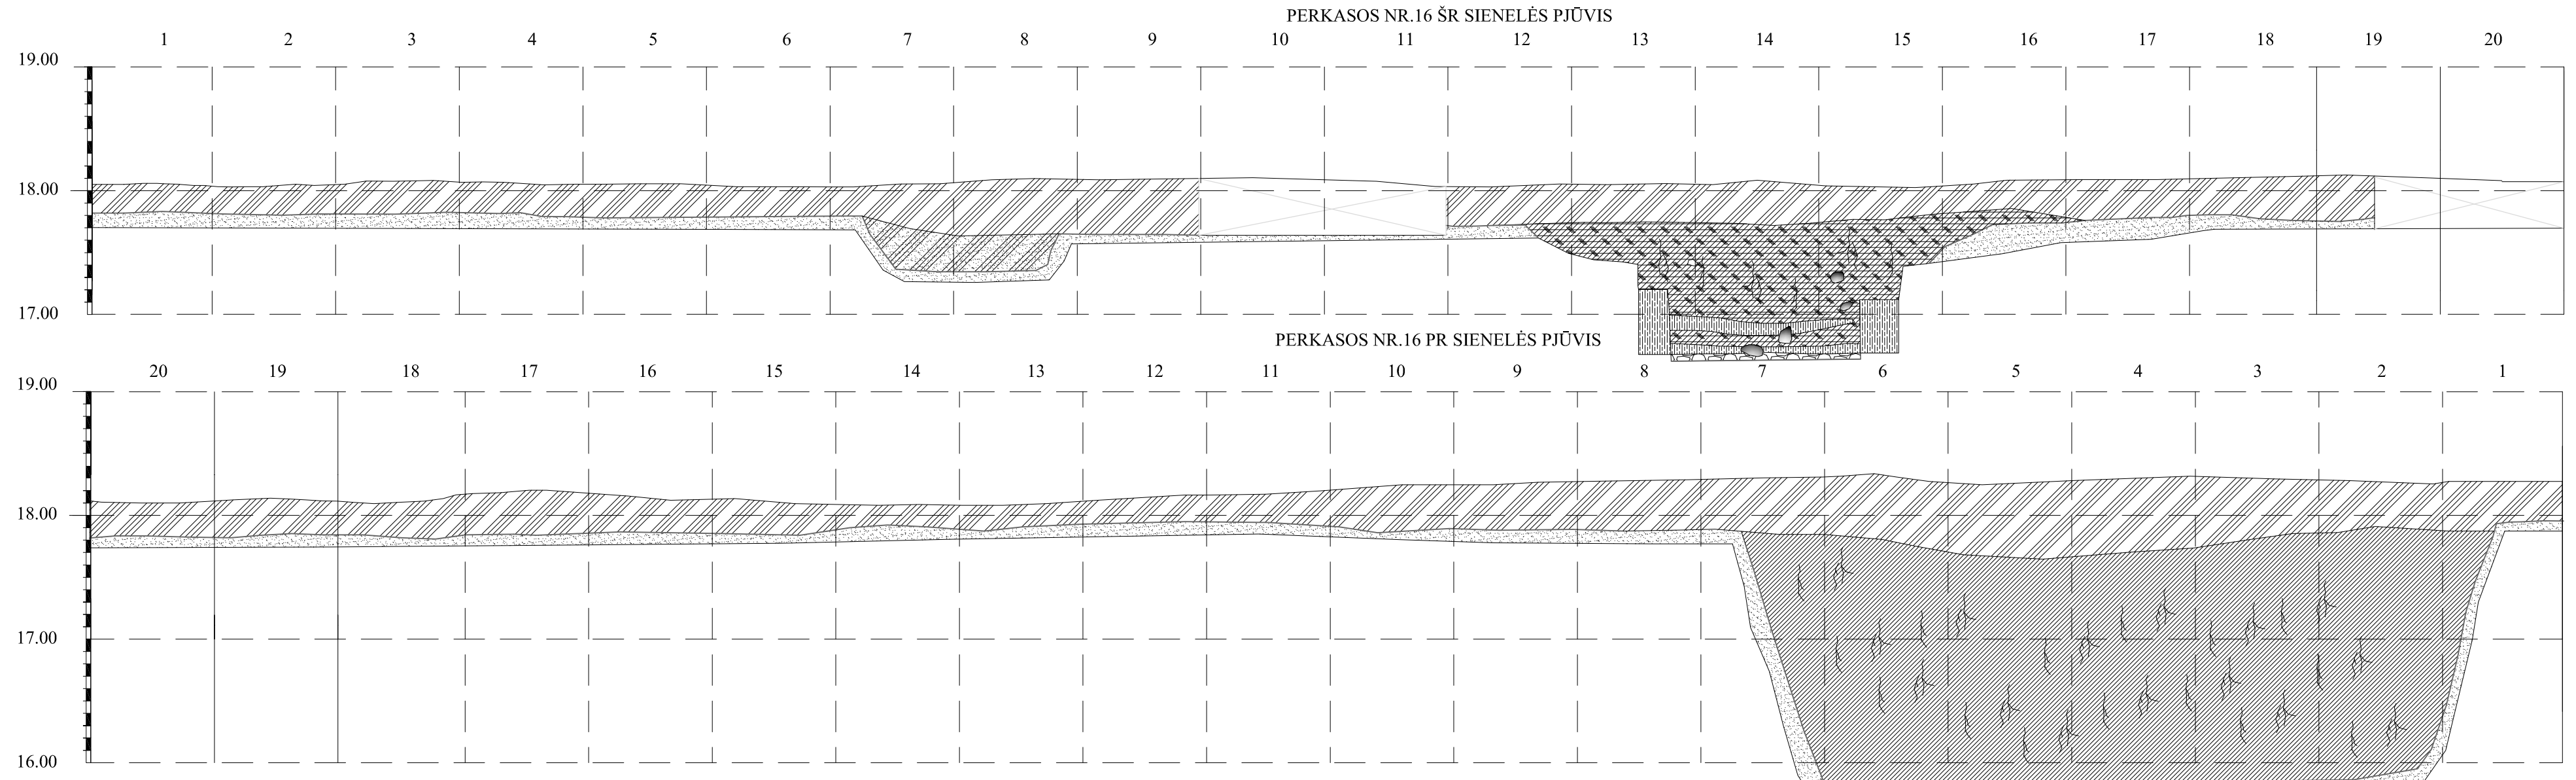 PERKASOS NR.16 ŠR SIENELĖS PJŪVIS
1 2 3 4 5 6 7 8 9 10 11 12 13 14 15 16 17 18 19 20
19.00
18.00
17.00
PERKASOS NR.16 PR SIENELĖS PJŪVIS
20 19 18 17 16 15 14 13 12 11 10 9 8 7 6 5 4 3 2 1
19.00
18.00
17.00
16.00